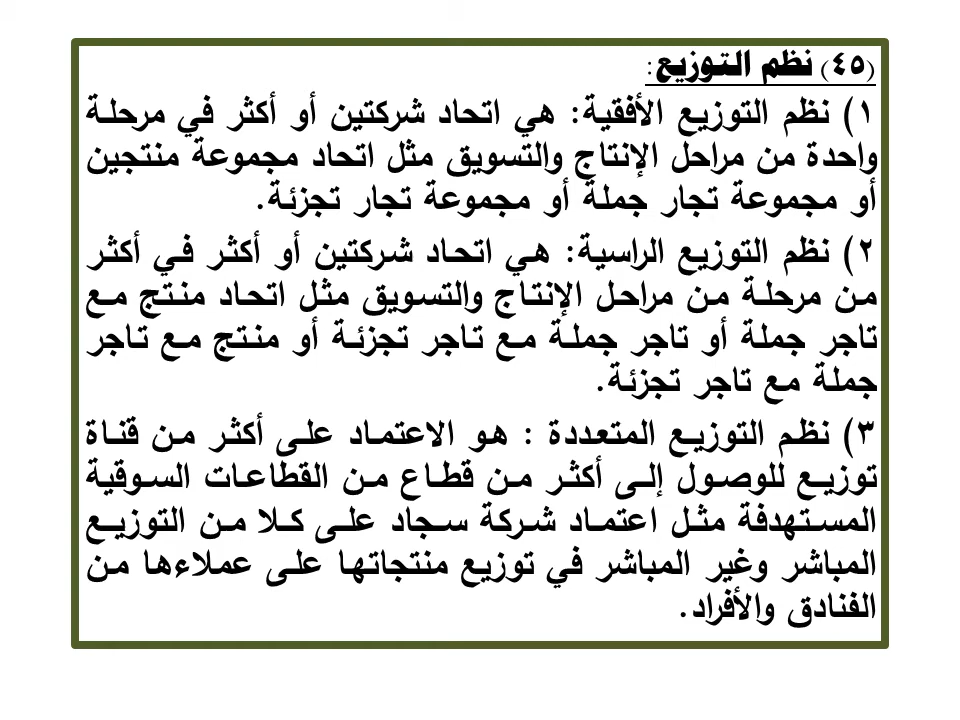 (٤٥) نظم التوزيع:
١) نظم التوزيع الأفقية: هي اتحاد شركتين أو أكثر في مرحلة
واحدة من مراحل الإنتاج والتسويق مثل اتحاد مجموعة منتجين
أو مجموعة تجار جملة أو مجموعة تجار تجزئة.
٢) نظم التوزيع الراسية: هي اتحاد شركتين أو أكثر في أكثر
من مرحلة من مراحل الإنتاج والتسويق مثل اتحاد منتج مع
تاجر جملة أو تاجر جملة مع تاجر تجزئة أو منتج مع تاجر
جملة مع تاجر تجزئة.
٣) نظم التوزيع المتعددة : هو الاعتماد على أكثر من قناة
توزيع للوصول إلى أكثر من قطاع من القطاعات السوقية
المستهدفة مثل اعتماد شركة سجاد على كلا من التوزيع
المباشر وغير المباشر في توزيع منتجاتها على عملاءها من
الفنادق والأفراد.